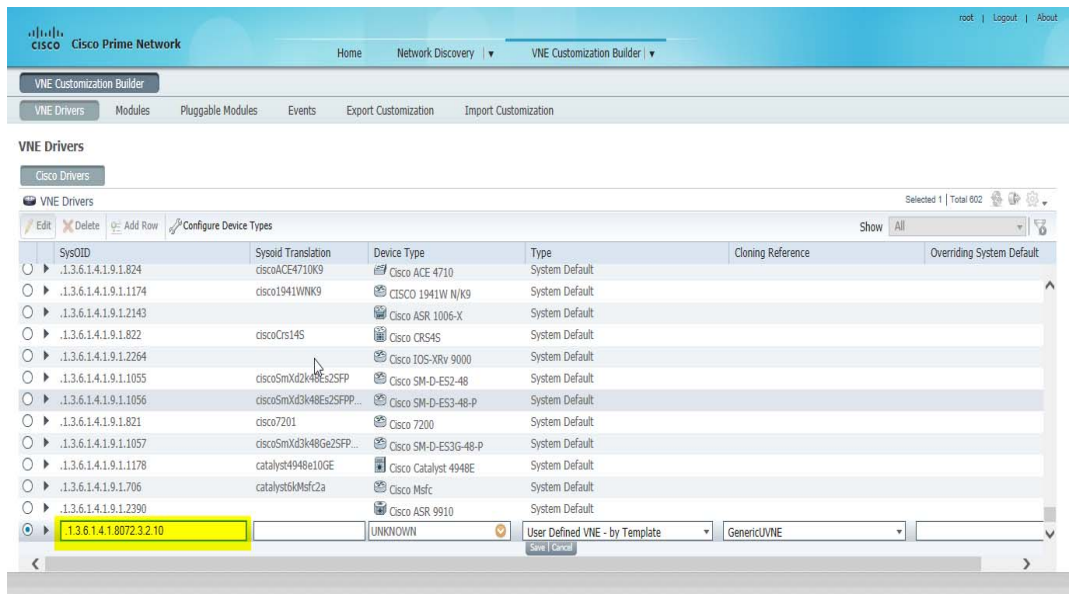 root | Logout | About
CISCO Cisco Prime Network
Home Network Discovery | ▼ VNE Customization Builder | ▼
VNE Customization Builder
VNE Drivers Modules Pluggable Modules Events Export Customization Import Customization
VNE Drivers
Cisco Drivers
VNE Drivers Selected 1 | Total 602
Edit Delete Add Row Configure Device Types Show All
SysOID Sysoid Translation Device Type Type Cloning Reference Overriding System Default
.1.3.6.1.4.1.9.1.824 ciscoACE4710K9 Cisco ACE 4710 System Default
.1.3.6.1.4.1.9.1.1174 cisco1941WNK9 CISCO 1941W N/K9 System Default
.1.3.6.1.4.1.9.1.2143 Cisco ASR 1006-X System Default
.1.3.6.1.4.1.9.1.822 ciscoCrs14S Cisco CRS4S System Default
.1.3.6.1.4.1.9.1.2264 Cisco IOS-XRv 9000 System Default
.1.3.6.1.4.1.9.1.1055 ciscoSmXd2k48Es2SFP Cisco SM-D-ES2-48 System Default
.1.3.6.1.4.1.9.1.1056 ciscoSmXd3k48Es2SFPP... Cisco SM-D-ES3-48-P System Default
.1.3.6.1.4.1.9.1.821 cisco7201 Cisco 7200 System Default
.1.3.6.1.4.1.9.1.1057 ciscoSmXd3k48Ge2SFP... Cisco SM-D-ES3G-48-P System Default
.1.3.6.1.4.1.9.1.1178 catalyst4948e10GE Cisco Catalyst 4948E System Default
.1.3.6.1.4.1.9.1.706 catalyst6kMsfc2a Cisco Msfc System Default
.1.3.6.1.4.1.9.1.2390 Cisco ASR 9910 System Default
.1.3.6.1.4.1.8072.3.2.10 UNKNOWN User Defined VNE - by Template GenericUVNE
Save | Cancel